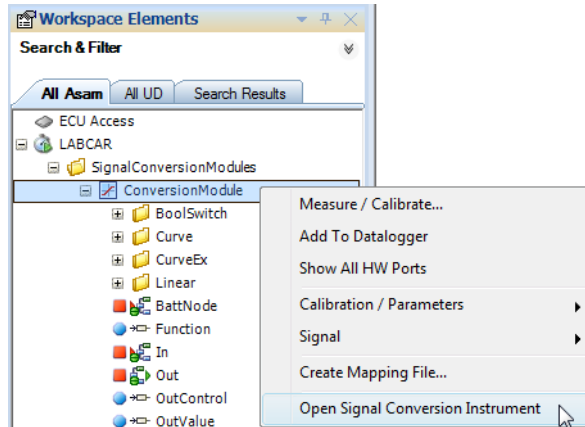 Workspace Elements
Search & Filter
All Asam
All UD
Search Results
ECU Access
LABCAR
SignalConversionModules
ConversionModule
BoolSwitch
Curve
CurveEx
Linear
BattNode
Function
In
Out
OutControl
OutValue
Measure / Calibrate...
Add To Datalogger
Show All HW Ports
Calibration / Parameters
Signal
Create Mapping File...
Open Signal Conversion Instrument